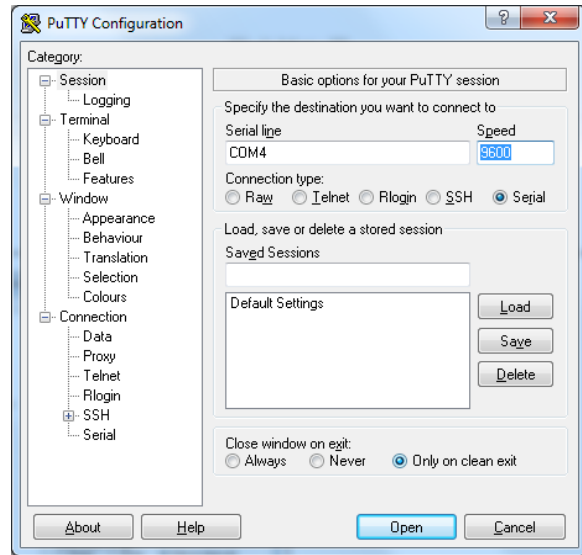 PuTTY Configuration
?
X
Category:
Session
Logging
Terminal
Keyboard
Bell
Features
Window
Appearance
Behaviour
Translation
Selection
Colours
Connection
Data
Proxy
Telnet
Rlogin
SSH
Serial
Basic options for your PuTTY session
Specify the destination you want to connect to
Serial line Speed
COM4 9600
Connection type:
Raw Telnet Rlogin SSH Serial
Load, save or delete a stored session
Saved Sessions
Default Settings
Load
Save
Delete
Close window on exit:
Always Never Only on clean exit
About Help Open Cancel